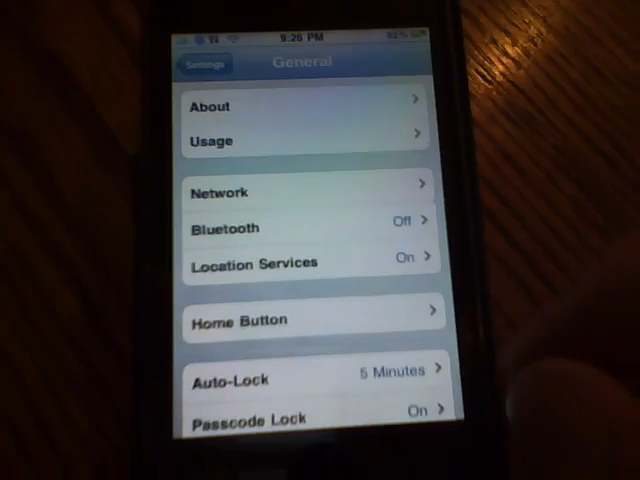 9:26 PM
Settings
General
About
Usage
Network
Bluetooth Off
Location Services On
Home Button
Auto-Lock 5 Minutes
Passcode Lock On